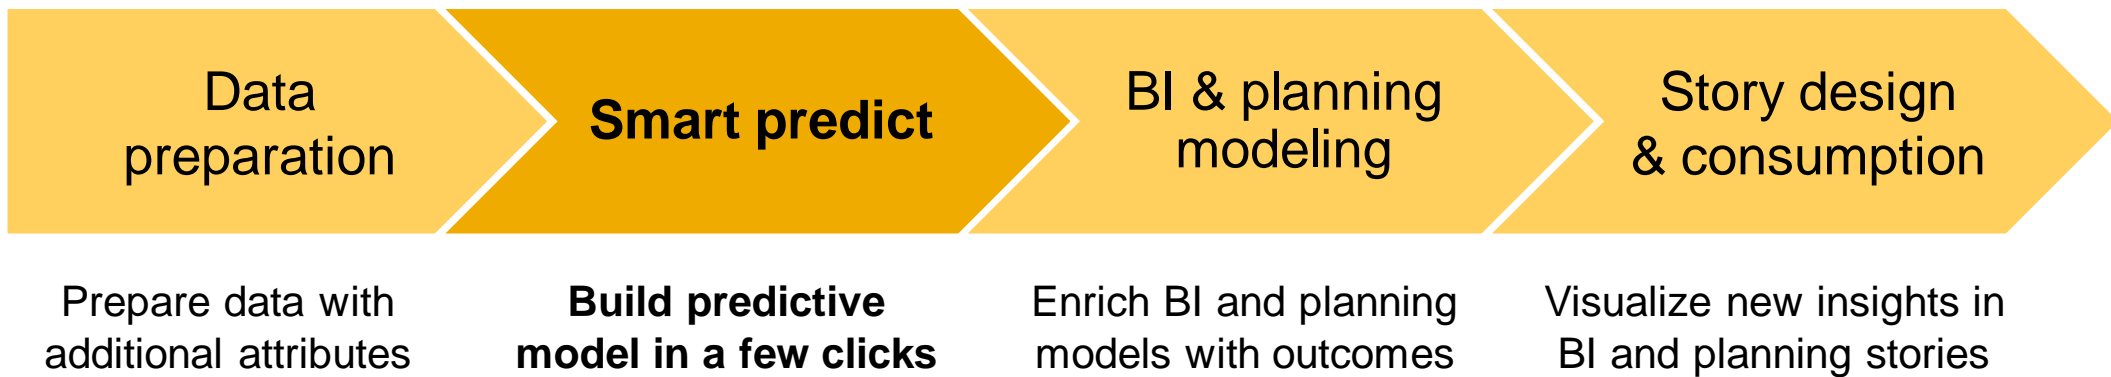 Data
preparation
Smart predict
BI & planning
modeling
Story design
& consumption
Prepare data with
additional attributes
Build predictive
model in a few clicks
Enrich BI and planning
models with outcomes
Visualize new insights in
BI and planning stories